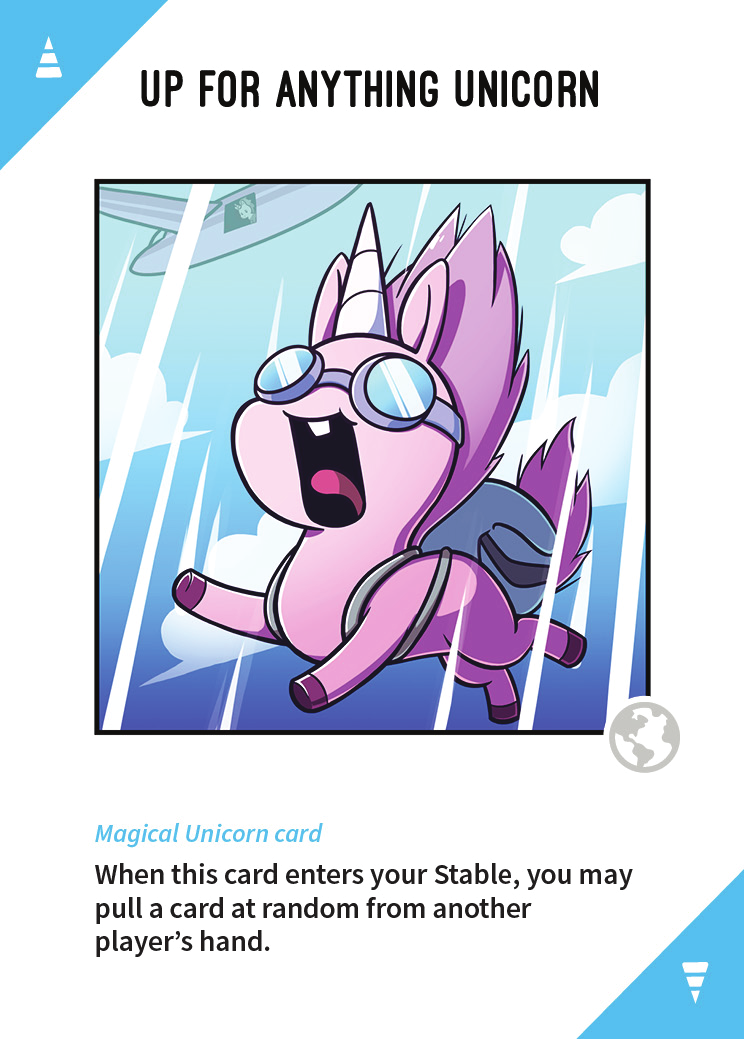 UP FOR ANYTHING UNICORN
Magical Unicorn card
When this card enters your Stable, you may
pull a card at random from another
player’s hand.